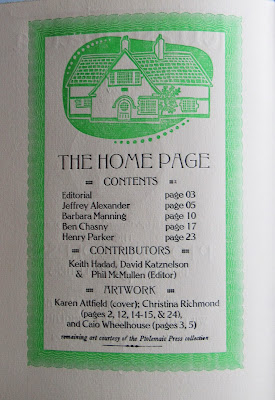 THE HOME PAGE
CONTENTS
Editorial page 03
Jeffrey Alexander page 05
Barbara Manning page 10
Ben Chasny page 17
Henry Parker page 23
CONTRIBUTORS
Keith Hadad, David Katznelson
& Phil McMullen (Editor)
ARTWORK
Karen Attfield (cover); Christina Richmond
(pages 2, 12, 14-15, & 24),
and Caio Wheelhouse (pages 3, 5)
remaining art courtesy of the Ptolemaic Press collection